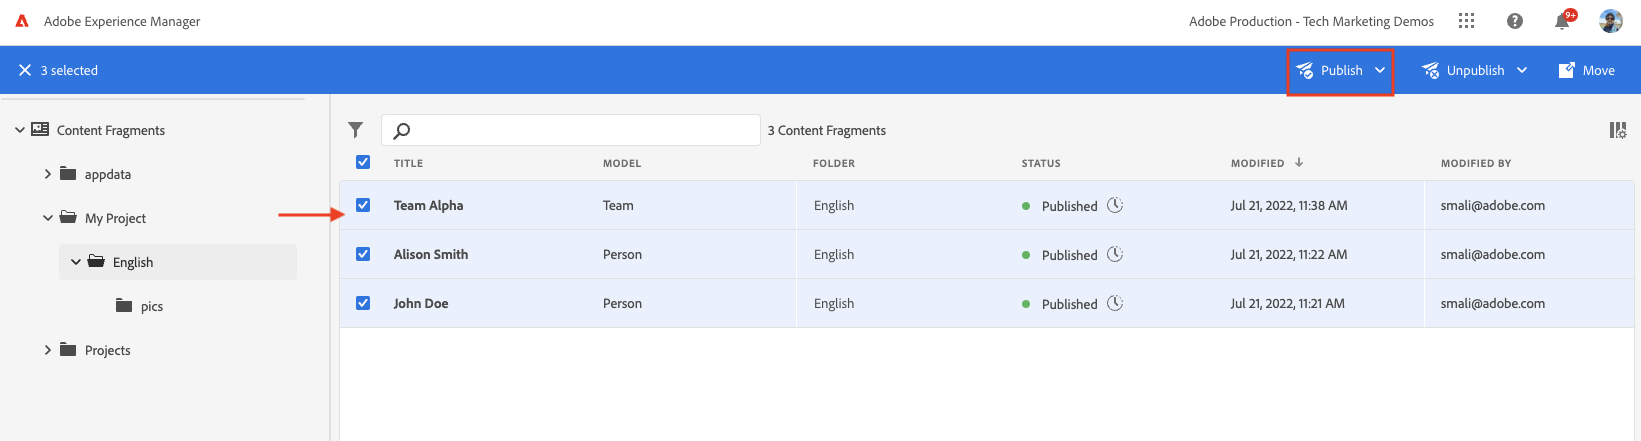 Adobe Experience Manager
Adobe Production - Tech Marketing Demos
9+
3 selected
Publish
Unpublish
Move
Content Fragments
appdata
My Project
English
pics
Projects
3 Content Fragments
TITLE MODEL FOLDER STATUS MODIFIED MODIFIED BY
Team Alpha Team English Published Jul 21, 2022, 11:38 AM smali@adobe.com
Alison Smith Person English Published Jul 21, 2022, 11:22 AM smali@adobe.com
John Doe Person English Published Jul 21, 2022, 11:21 AM smali@adobe.com